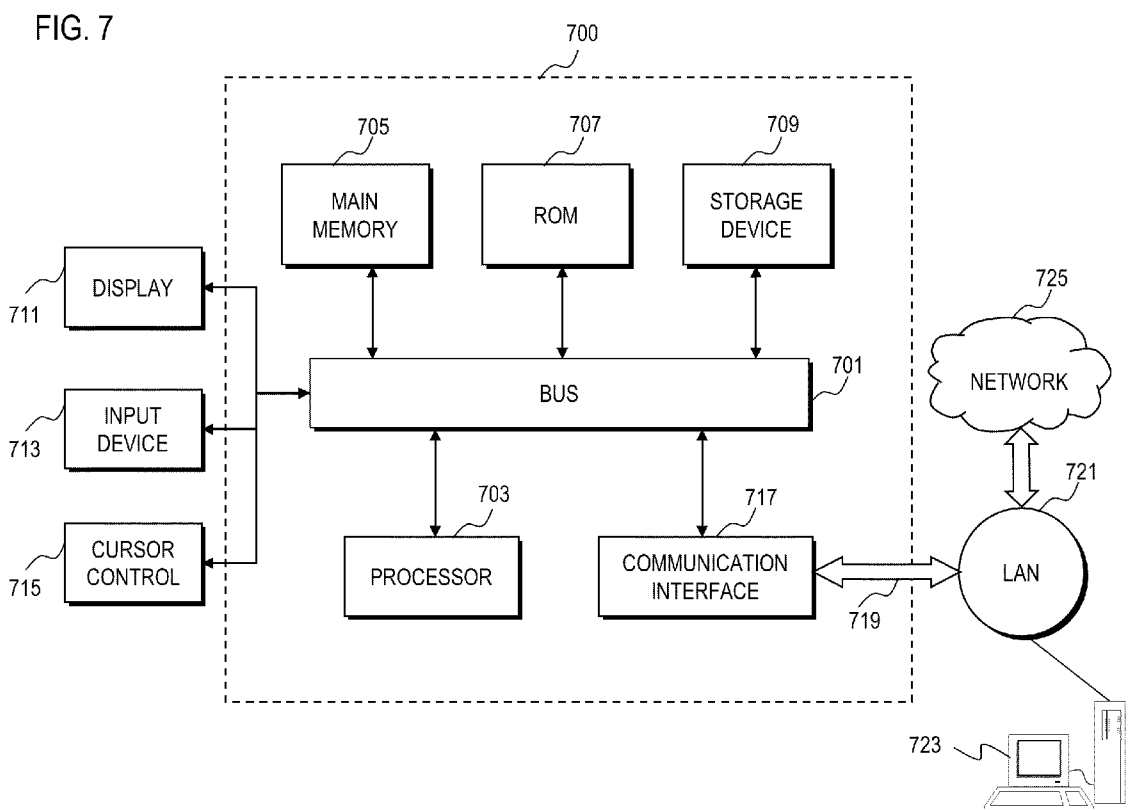 FIG. 7
700
705
707
709
MAIN
MEMORY
ROM
STORAGE
DEVICE
DISPLAY
711
725
NETWORK
BUS
701
INPUT
DEVICE
713
721
703
717
CURSOR
CONTROL
715
PROCESSOR
COMMUNICATION
INTERFACE
719
LAN
723